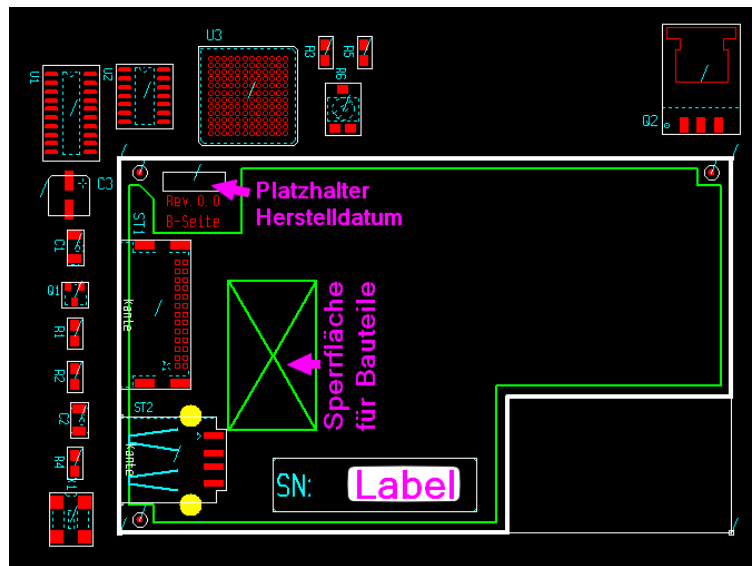 U3
R3
R5
U1
U2
R6
Q2
C3
Platzhalter
Herstelldatum
Rev.0.0
B-Seite
ST1
C1
Q1
Kante
R1
Sperrfläche
für Bauteile
R2
ST2
C2
Kante
R4
SN:
Label